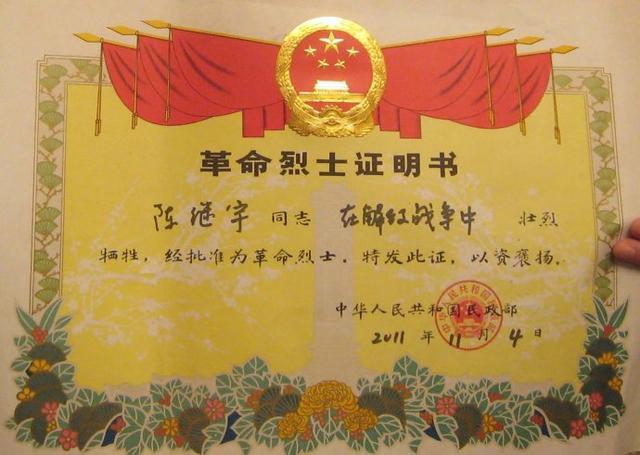 革命烈士证明书
陈继宇 同志 在解放战争中 壮烈
牺牲，经批准为革命烈士。特发此证，以资褒扬。
中华人民共和国民政部
2011 年 11 月 4 日